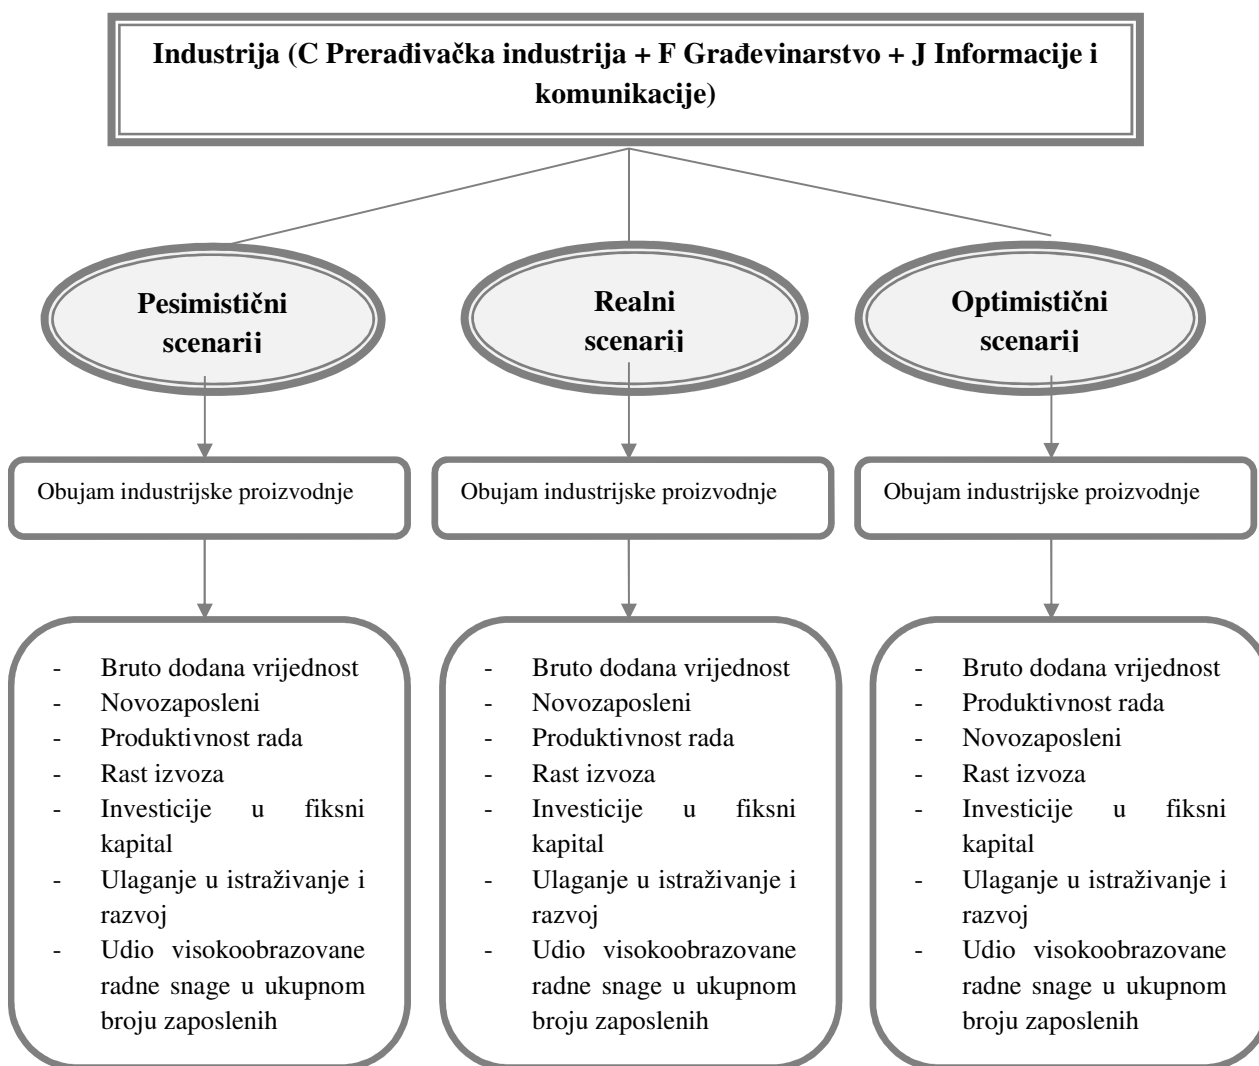 Industrija (C Prerađivačka industrija + F Građevinarstvo + J Informacije i
komunikacije)
Pesimistični
scenarij
Realni
scenarij
Optimistični
scenarij
Obujam industrijske proizvodnje
Obujam industrijske proizvodnje
Obujam industrijske proizvodnje
- Bruto dodana vrijednost
- Novozaposleni
- Produktivnost rada
- Rast izvoza
- Investicije u fiksni
kapital
- Ulaganje u istraživanje i
razvoj
- Udio visokoobrazovane
radne snage u ukupnom
broju zaposlenih
- Bruto dodana vrijednost
- Novozaposleni
- Produktivnost rada
- Rast izvoza
- Investicije u fiksni
kapital
- Ulaganje u istraživanje i
razvoj
- Udio visokoobrazovane
radne snage u ukupnom
broju zaposlenih
- Bruto dodana vrijednost
- Produktivnost rada
- Novozaposleni
- Rast izvoza
- Investicije u fiksni
kapital
- Ulaganje u istraživanje i
razvoj
- Udio visokoobrazovane
radne snage u ukupnom
broju zaposlenih